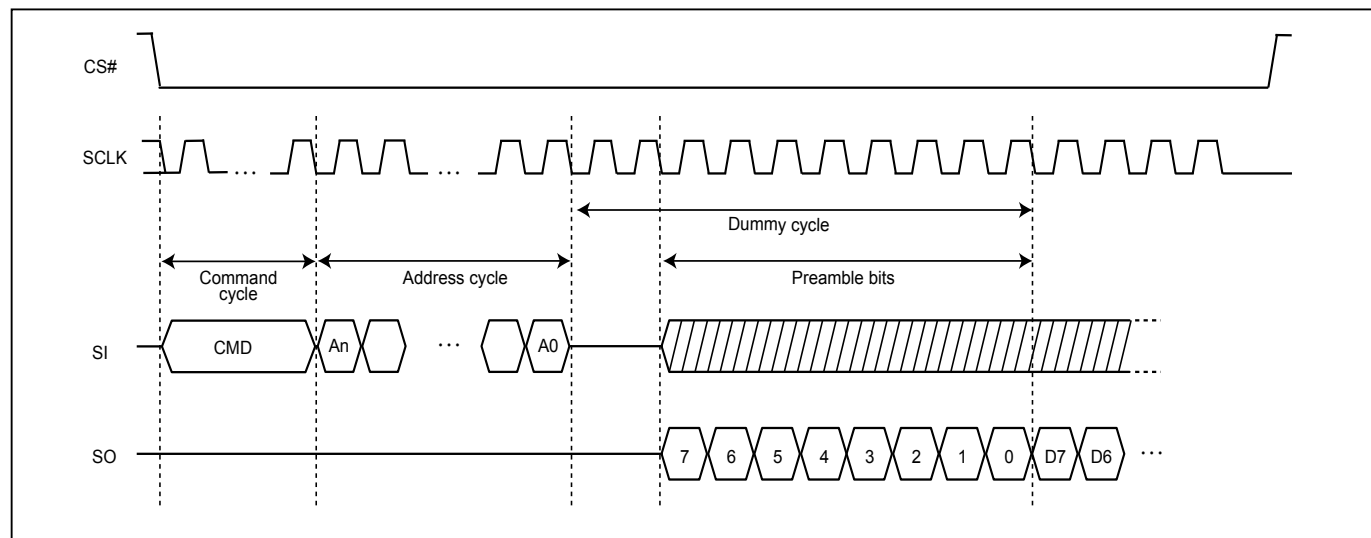 CS#
SCLK
... ...
Dummy cycle
Command
cycle
Address cycle
Preamble bits
SI
CMD An ... A0
SO
7 6 5 4 3 2 1 0 D7 D6 ...